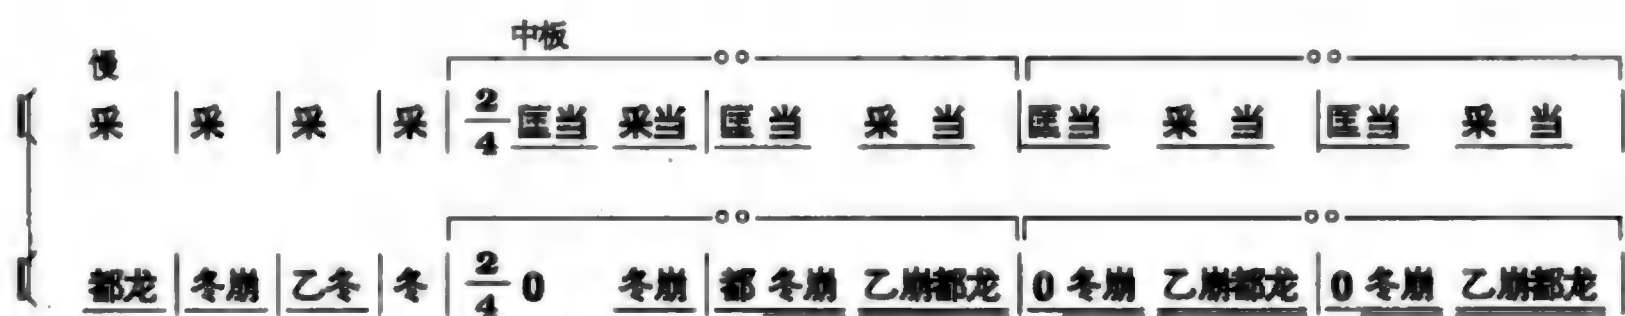 中板
慢
采 | 采 | 采 | 采 | 2/4 匡当 采当 | 匡 当 采 当 | 匡当 采 当 | 匡当 采 当 |
都龙 | 冬崩 | 乙冬 | 冬 | 2/4 0 冬崩 | 都 冬崩 乙崩都龙 | 0 冬崩 乙崩都龙 | 0 冬崩 乙崩都龙 |